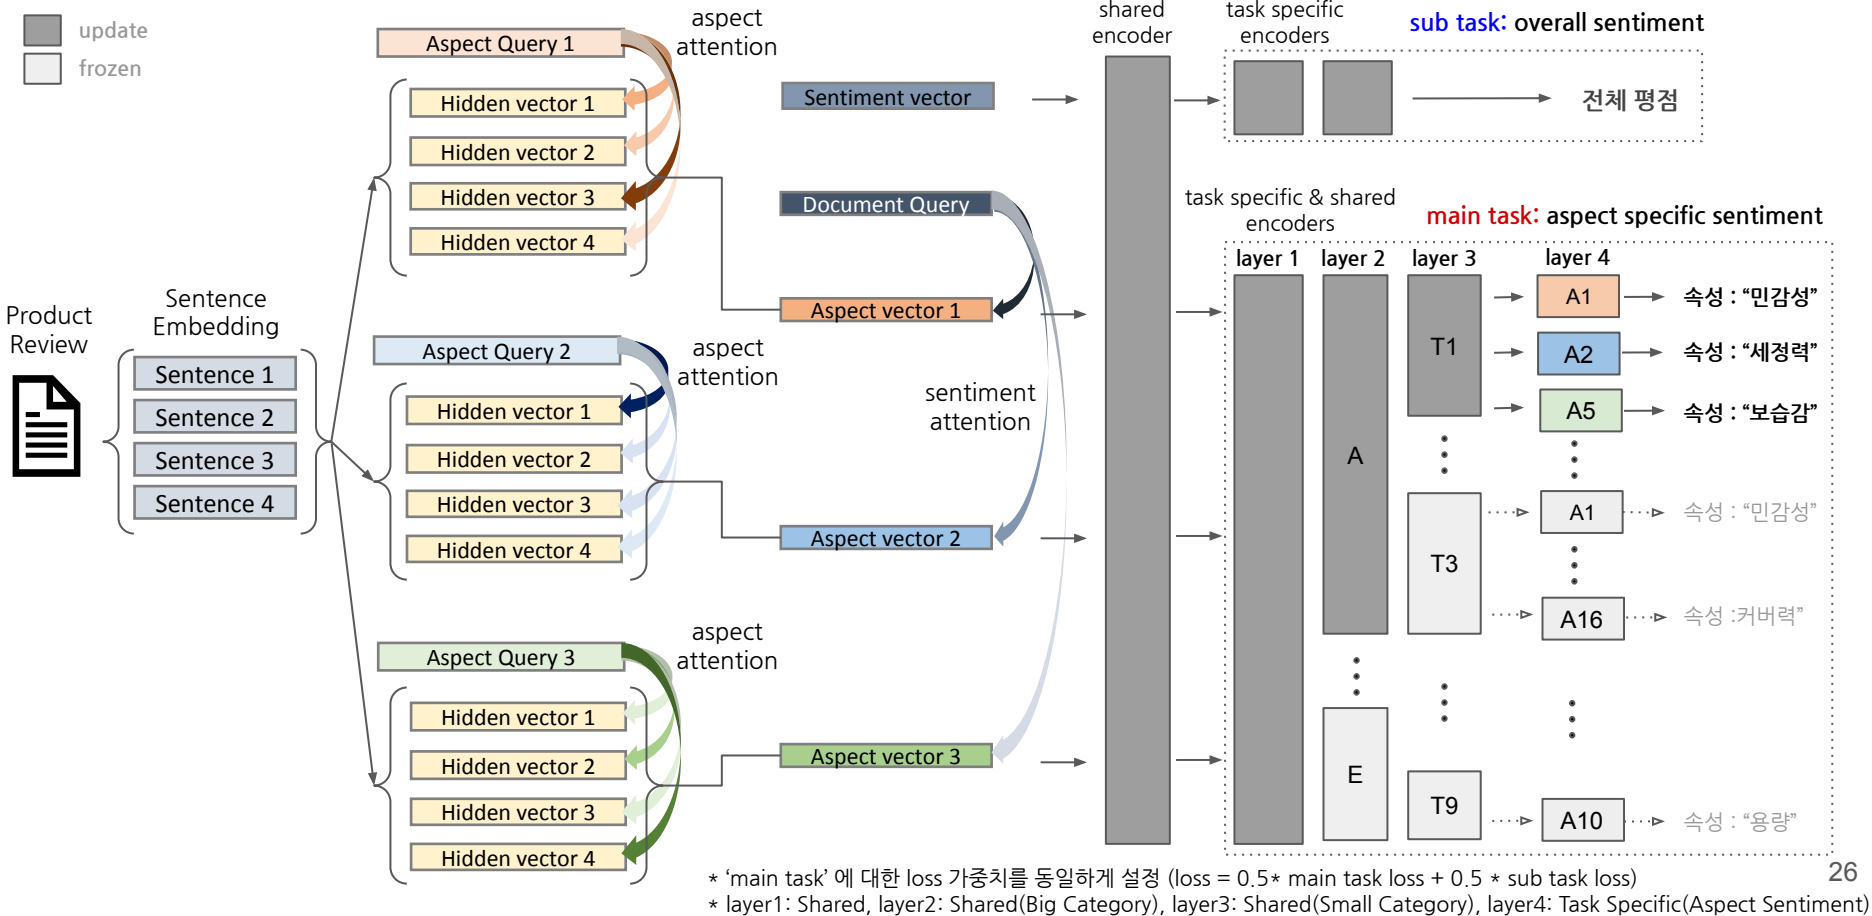 update
frozen
Product
Review
Sentence
Embedding
Sentence 1
Sentence 2
Sentence 3
Sentence 4
Aspect Query 1
aspect
attention
Hidden vector 1
Hidden vector 2
Hidden vector 3
Hidden vector 4
Aspect Query 2
aspect
attention
Hidden vector 1
Hidden vector 2
Hidden vector 3
Hidden vector 4
Aspect Query 3
aspect
attention
Hidden vector 1
Hidden vector 2
Hidden vector 3
Hidden vector 4
Sentiment vector
Document Query
Aspect vector 1
sentiment
attention
Aspect vector 2
Aspect vector 3
shared
encoder
task specific
encoders
sub task: overall sentiment
전체 평점
task specific & shared
encoders
main task: aspect specific sentiment
layer 1
layer 2
layer 3
layer 4
A
E
T1
T3
T9
A1
속성 : “민감성”
A2
속성 : “세정력”
A5
속성 : “보습감”
A1
속성 : “민감성”
A16
속성 :커버력”
A10
속성 : “용량”
* ‘main task’ 에 대한 loss 가중치를 동일하게 설정 (loss = 0.5* main task loss + 0.5 * sub task loss)
* layer1: Shared, layer2: Shared(Big Category), layer3: Shared(Small Category), layer4: Task Specific(Aspect Sentiment)
26